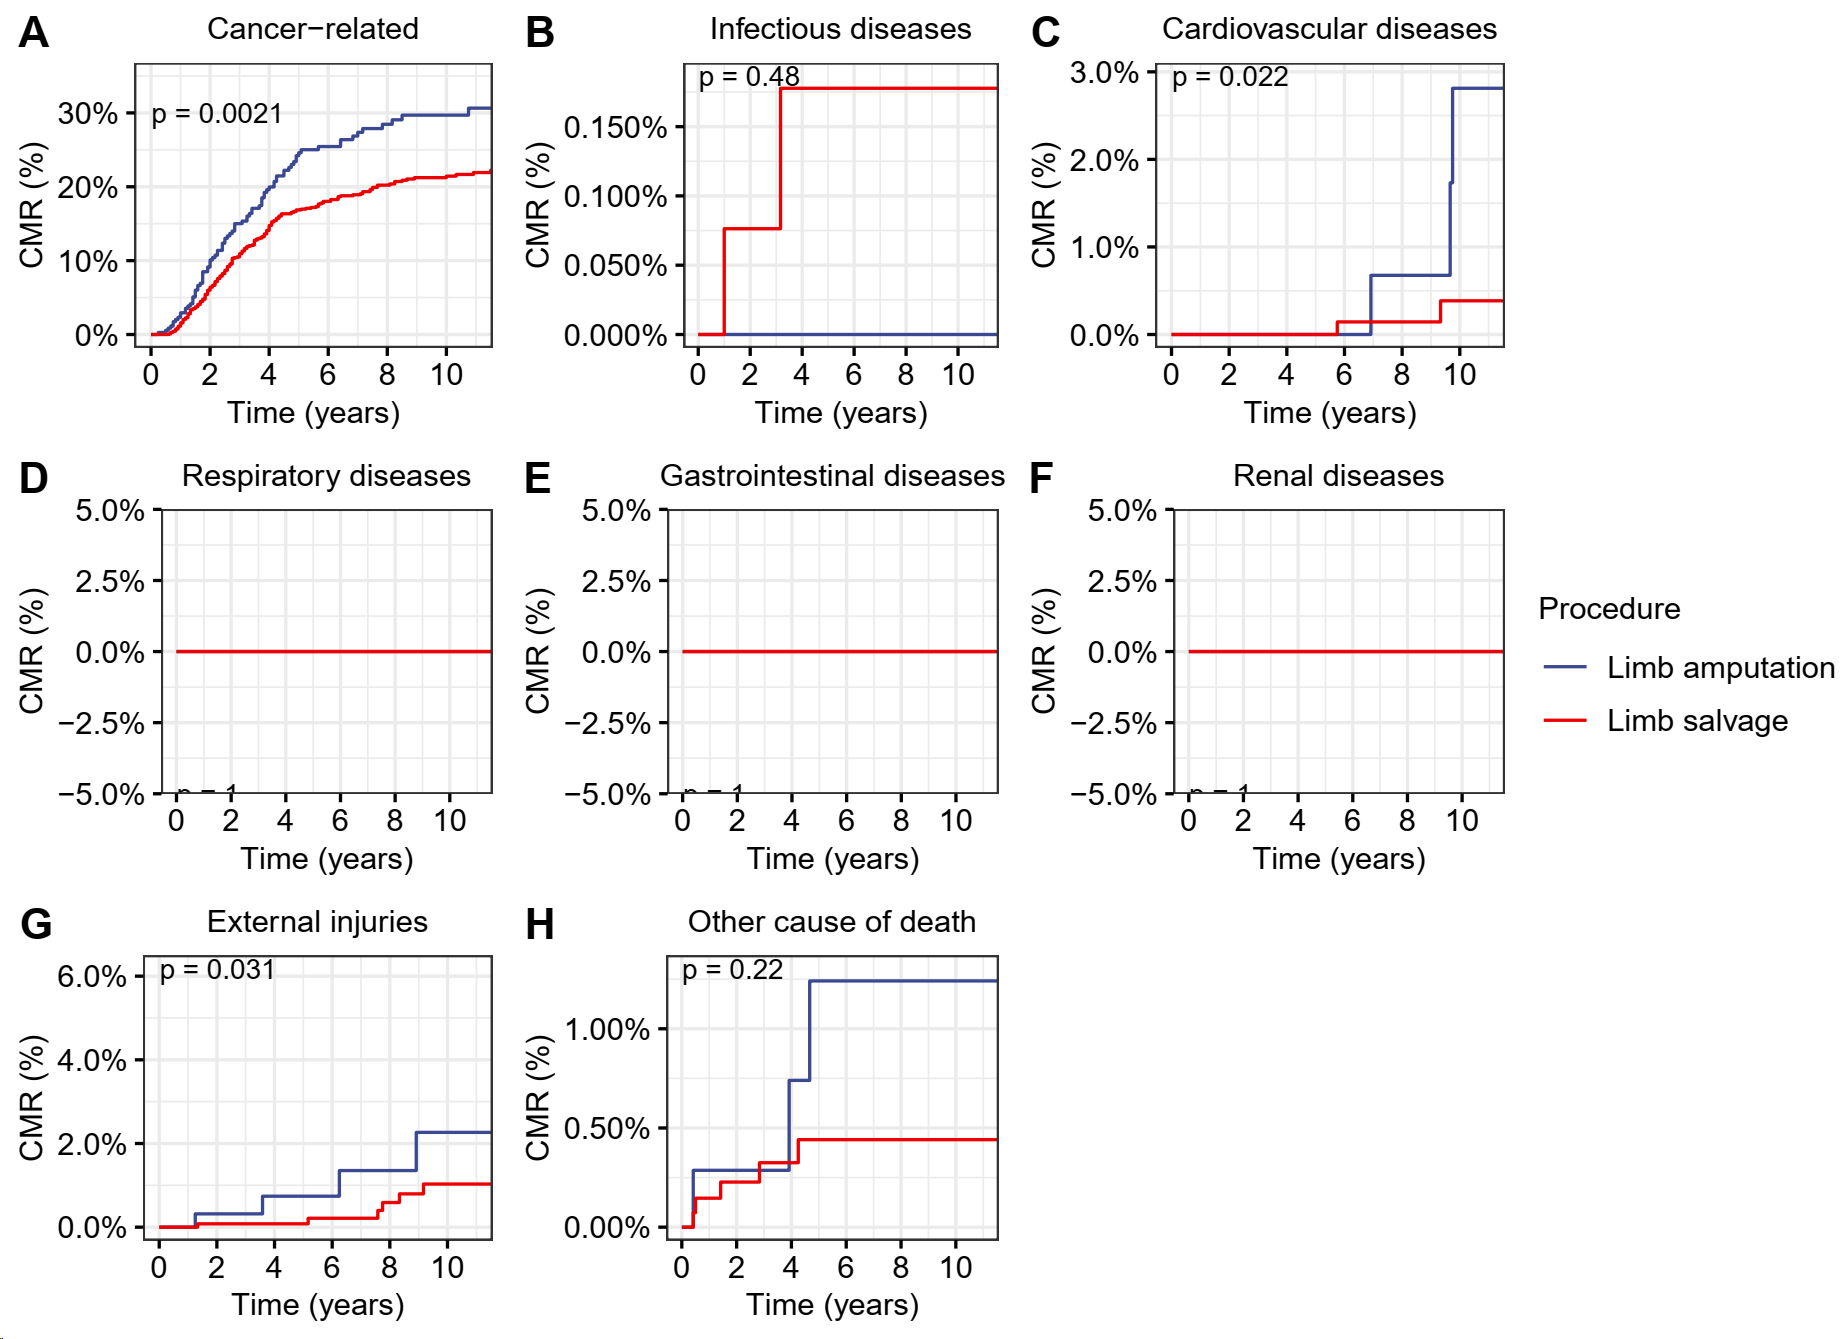 A Cancer−related
p = 0.0021
CMR (%)
30%
20%
10%
0%
0 2 4 6 8 10
Time (years)
B Infectious diseases
p = 0.48
CMR (%)
0.150%
0.100%
0.050%
0.000%
0 2 4 6 8 10
Time (years)
C Cardiovascular diseases
p = 0.022
CMR (%)
3.0%
2.0%
1.0%
0.0%
0 2 4 6 8 10
Time (years)
D Respiratory diseases
CMR (%)
5.0%
2.5%
0.0%
−2.5%
−5.0%
p = 1
0 2 4 6 8 10
Time (years)
E Gastrointestinal diseases
CMR (%)
5.0%
2.5%
0.0%
−2.5%
−5.0%
p = 1
0 2 4 6 8 10
Time (years)
F Renal diseases
CMR (%)
5.0%
2.5%
0.0%
−2.5%
−5.0%
p = 1
0 2 4 6 8 10
Time (years)
Procedure
Limb amputation
Limb salvage
G External injuries
p = 0.031
CMR (%)
6.0%
4.0%
2.0%
0.0%
0 2 4 6 8 10
Time (years)
H Other cause of death
p = 0.22
CMR (%)
1.00%
0.50%
0.00%
0 2 4 6 8 10
Time (years)